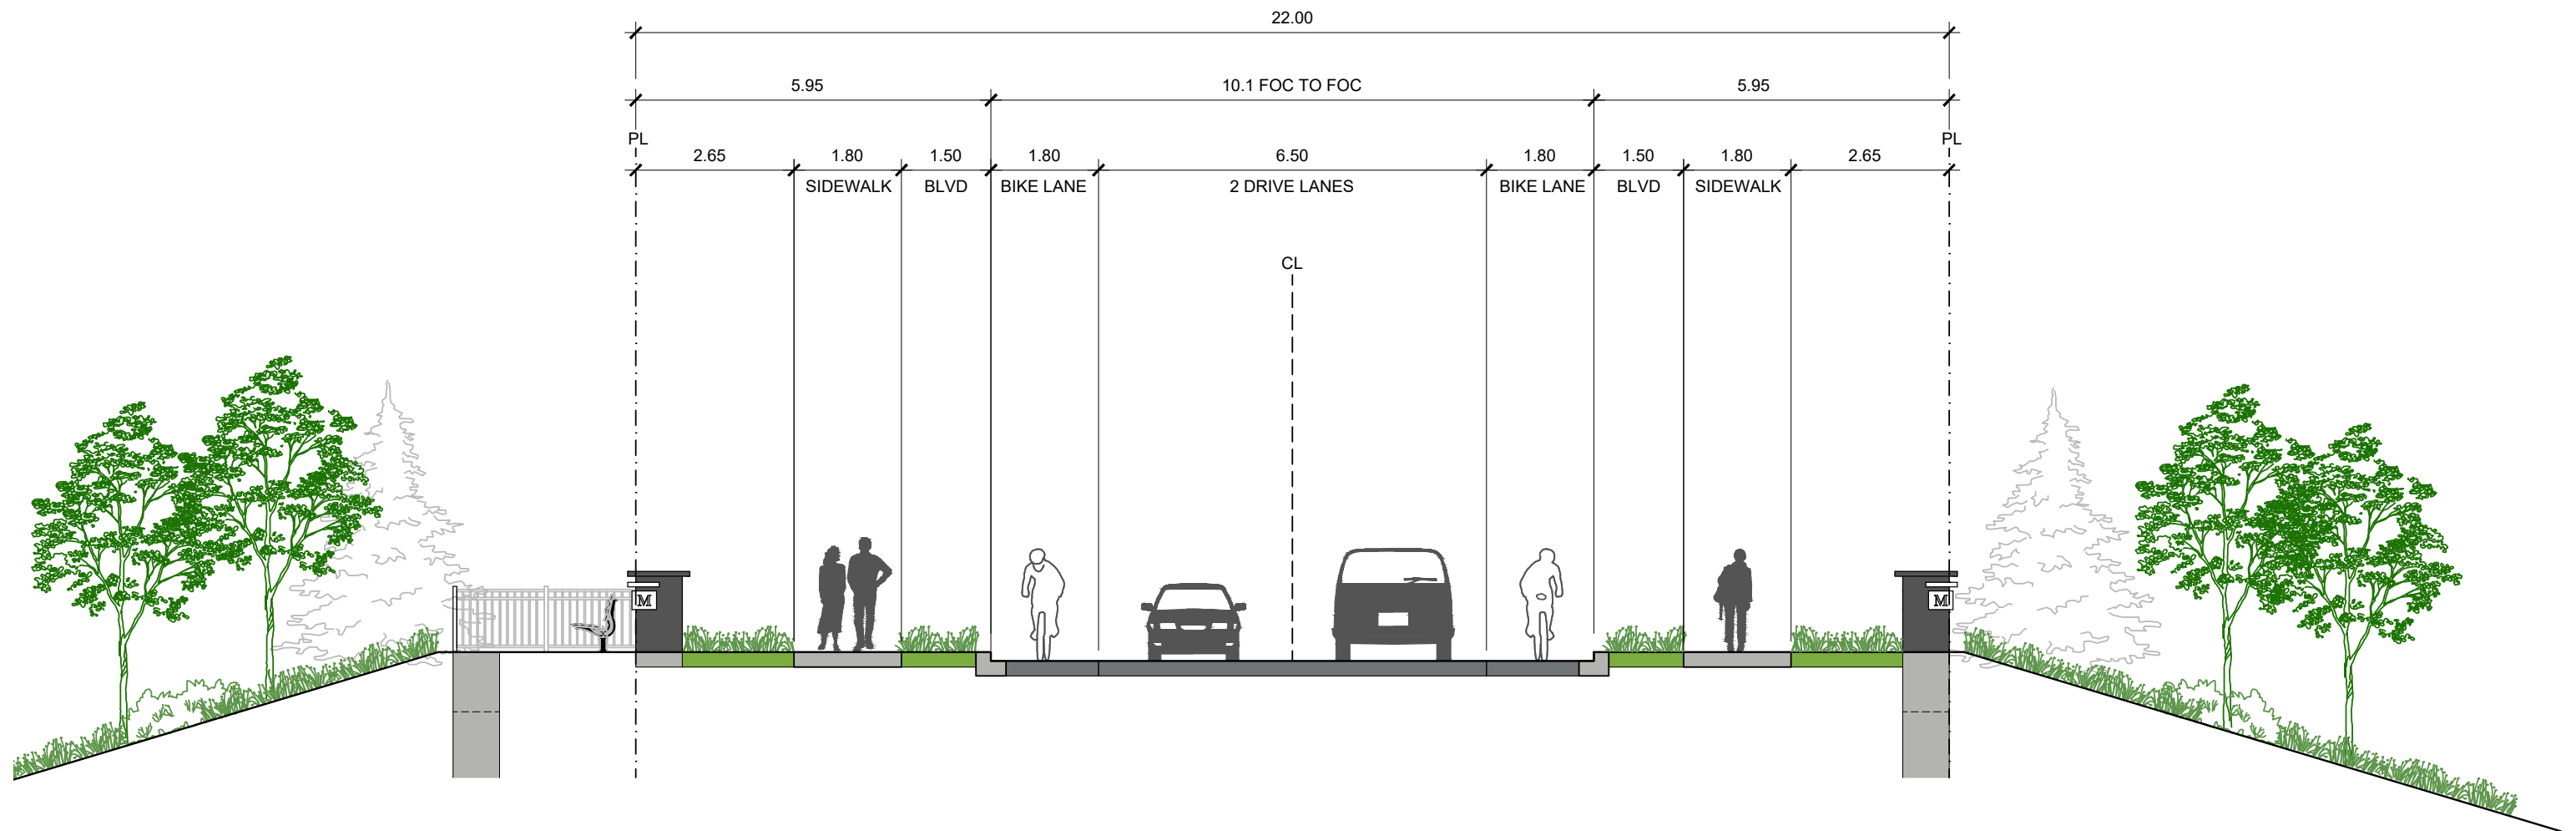 22.00
5.95 10.1 FOC TO FOC 5.95
PL PL
2.65 1.80 1.50 1.80 6.50 1.80 1.50 1.80 2.65
SIDEWALK BLVD BIKE LANE 2 DRIVE LANES BIKE LANE BLVD SIDEWALK
CL
M M